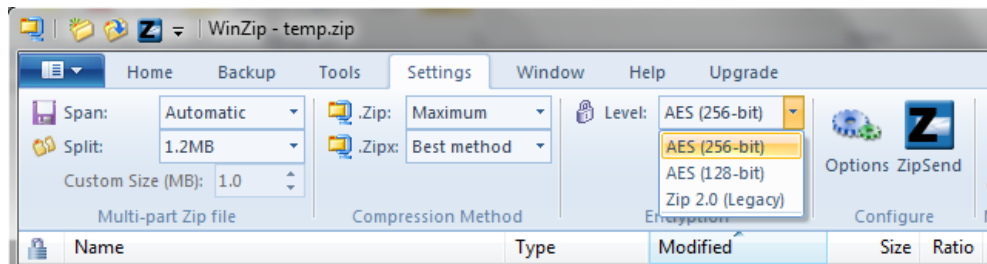 WinZip - temp.zip
Home Backup Tools Settings Window Help Upgrade
Span: Automatic .Zip: Maximum Level: AES (256-bit)
Split: 1.2MB .Zipx: Best method AES (256-bit)
AES (128-bit)
Options ZipSend
Custom Size (MB): 1.0
Zip 2.0 (Legacy)
Multi-part Zip file Compression Method Configure
Name Type Modified Size Ratio